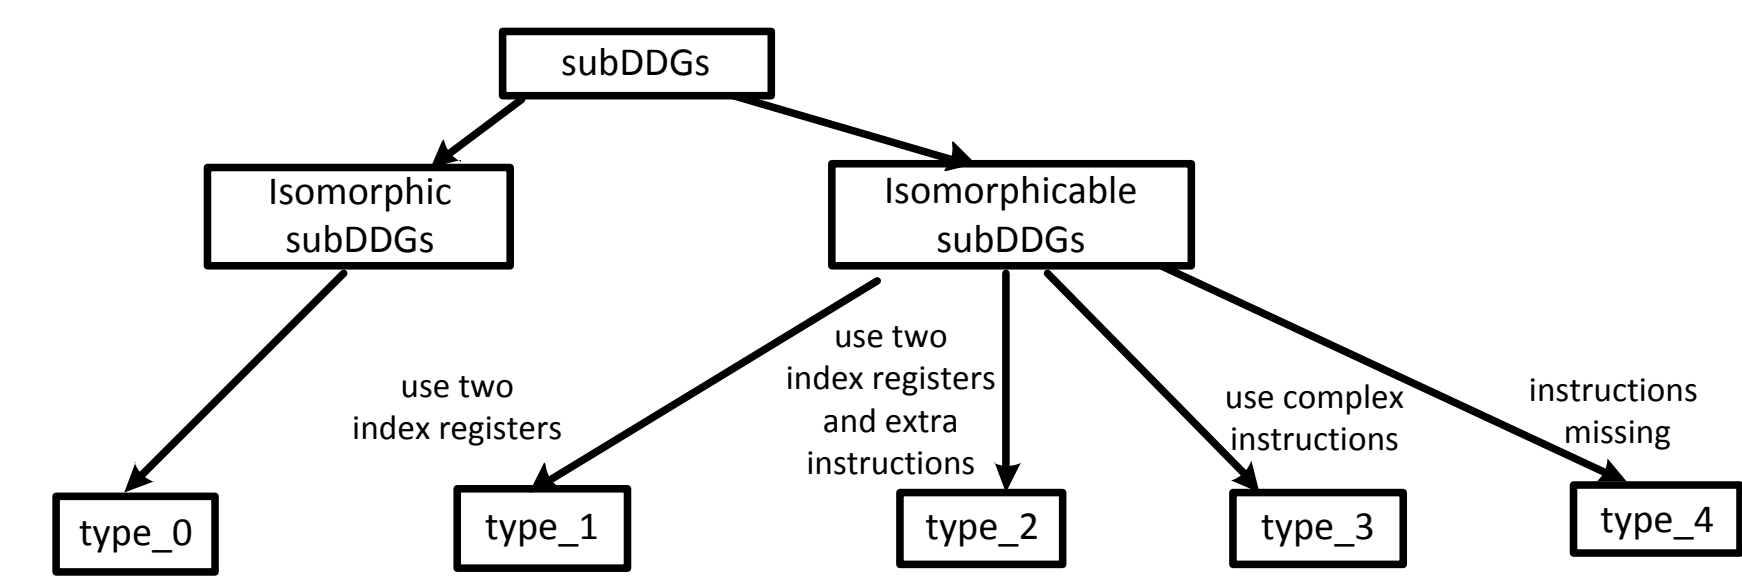 subDDGs
Isomorphic
subDDGs
Isomorphicable
subDDGs
use two
index registers
use two
index registers
and extra
instructions
use complex
instructions
instructions
missing
type_0
type_1
type_2
type_3
type_4